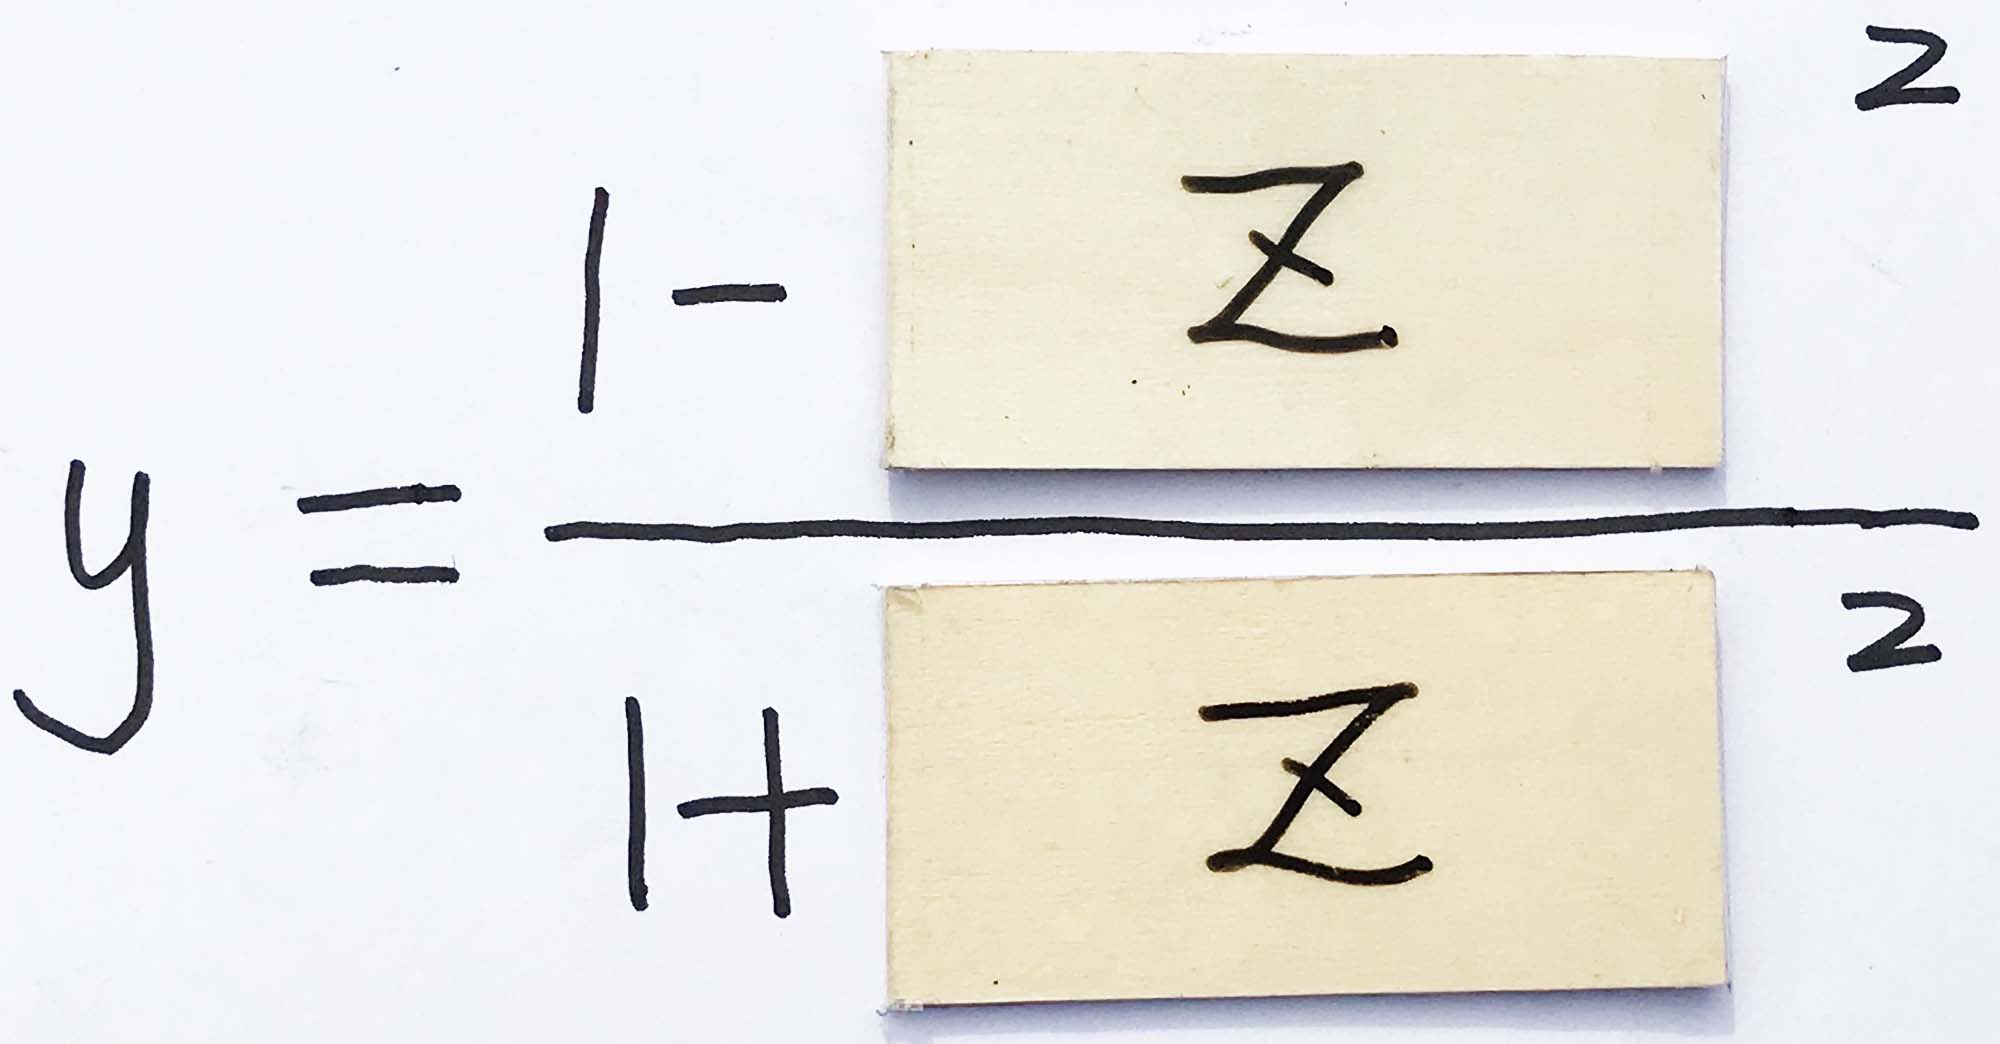 y = (1 - z^2) / (1 + z^2)